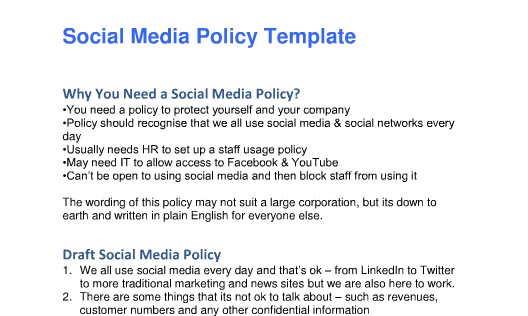 Social Media Policy Template
Why You Need a Social Media Policy?
•You need a policy to protect yourself and your company
•Policy should recognise that we all use social media & social networks every
day
•Usually needs HR to set up a staff usage policy
•May need IT to allow access to Facebook & YouTube
•Can't be open to using social media and then block staff from using it
The wording of this policy may not suit a large corporation, but its down to
earth and written in plain English for everyone else.
Draft Social Media Policy
1. We all use social media every day and that's ok – from LinkedIn to Twitter
to more traditional marketing and news sites but we are also here to work.
2. There are some things that its not ok to talk about – such as revenues,
customer numbers and any other confidential information